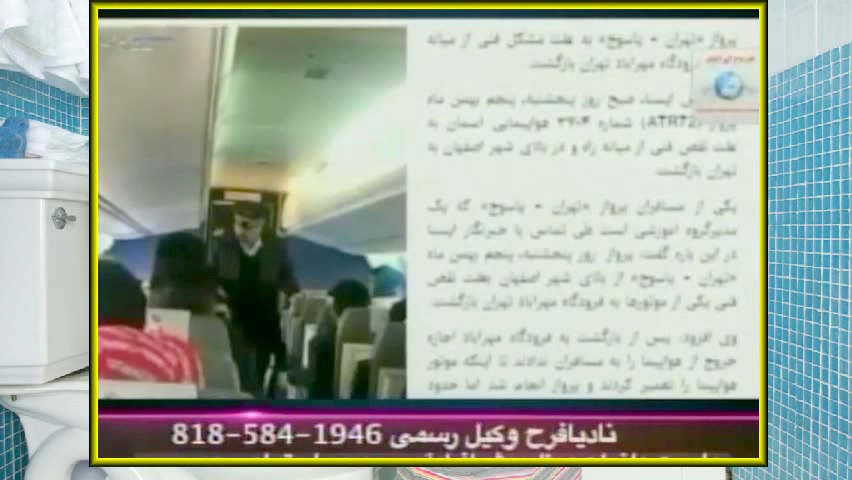 پرواز «تهران - یاسوج» به علت مشکل فنی از میانه
فرودگاه مهرآباد تهران بازگشت.
ایسنا، صبح روز پنجشنبه، پنجم بهمن ماه
پرواز (ATR72) شماره ۳۷۰۴ هواپیمایی آسمان به
علت نقص فنی از میانه راه و در بالای شهر اصفهان به
تهران بازگشت.
یکی از مسافران پرواز «تهران - یاسوج» که یک
مدیرگروه آموزشی است طی تماس با خبرنگار ایسنا
در این باره گفت: پرواز روز پنجشنبه، پنجم بهمن ماه
«تهران - یاسوج» از بالای شهر اصفهان بعلت نقص
فنی یکی از موتورها به فرودگاه مهرآباد تهران بازگشت.
وی افزود: پس از بازگشت به فرودگاه مهرآباد اجازه
خروج از هواپیما را به مسافران ندادند تا اینکه موتور
هواپیما را تعمیر کردند و پرواز انجام شد اما حدود
نادیافرح وکیل رسمی 1946-584-818